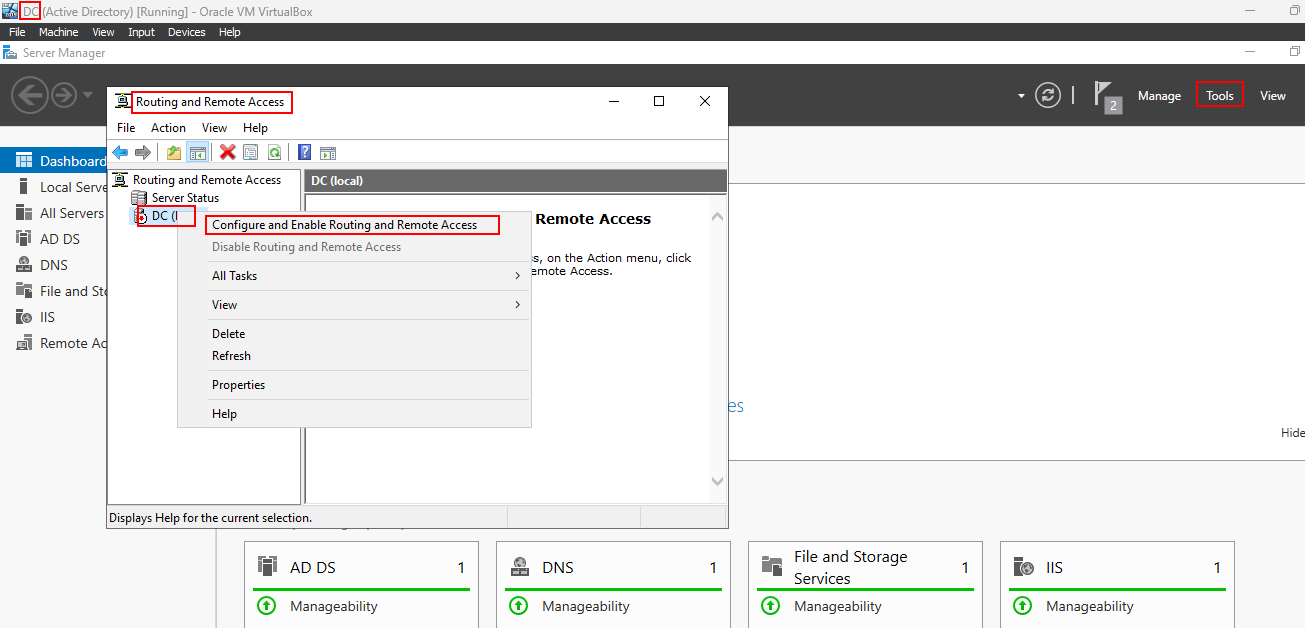 DC (Active Directory) [Running] - Oracle VM VirtualBox
File Machine View Input Devices Help
Server Manager
2 Manage Tools View
Routing and Remote Access
File Action View Help
Dashboard
Local Serve
All Servers
AD DS
DNS
File and Sto
IIS
Remote Ac
Routing and Remote Access
Server Status
DC (l
DC (local)
Remote Access
s, on the Action menu, click
emote Access.
Configure and Enable Routing and Remote Access
Disable Routing and Remote Access
All Tasks
View
Delete
Refresh
Properties
Help
Displays Help for the current selection.
es
Hide
AD DS 1
Manageability
DNS 1
Manageability
File and Storage
Services 1
Manageability
IIS 1
Manageability